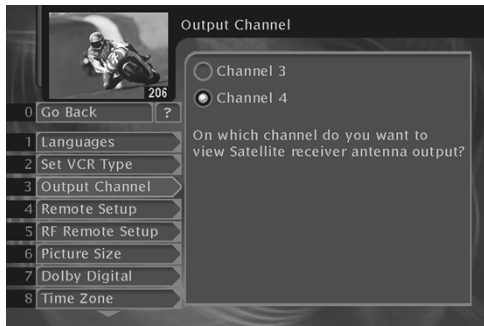 Output Channel
206
0 Go Back ?
1 Languages
2 Set VCR Type
3 Output Channel
4 Remote Setup
5 RF Remote Setup
6 Picture Size
7 Dolby Digital
8 Time Zone
Channel 3
Channel 4
On which channel do you want to
view Satellite receiver antenna output?